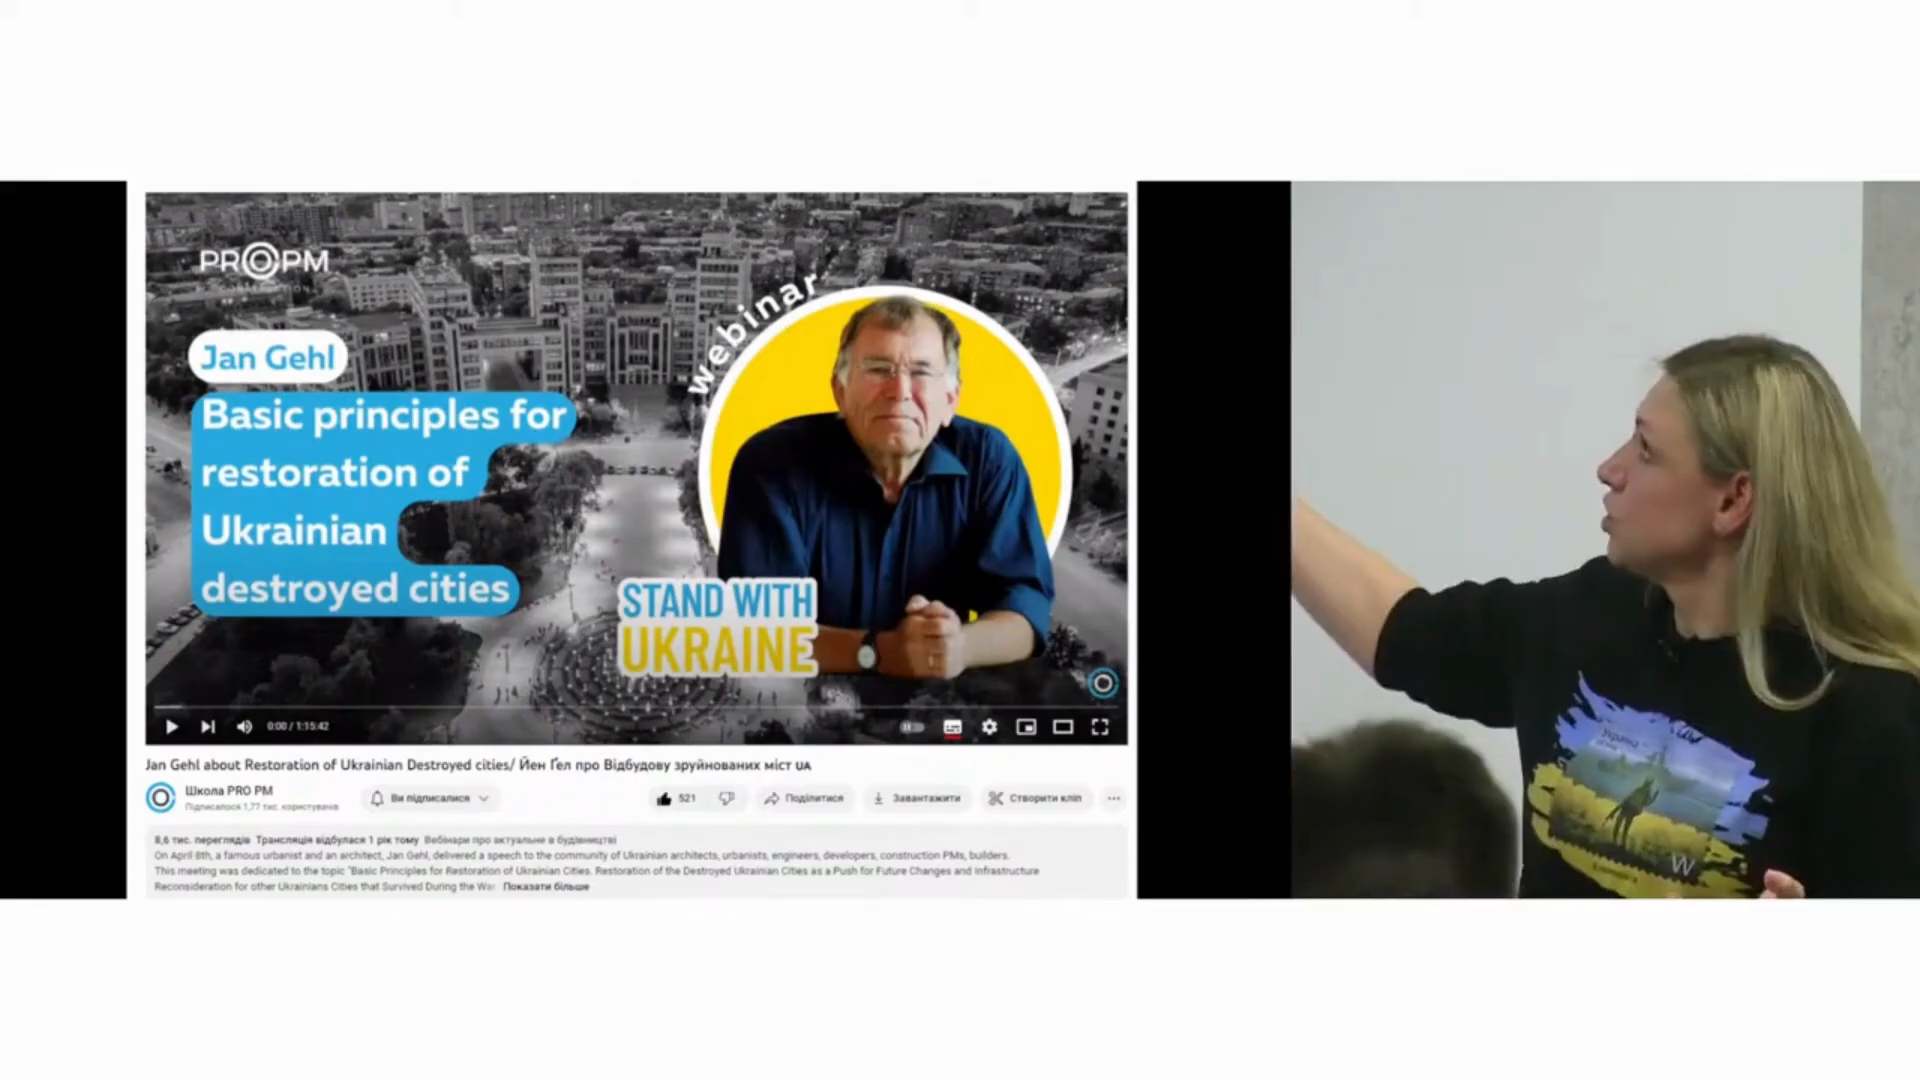 PRO PM
webinar
Jan Gehl
Basic principles for
restoration of
Ukrainian
destroyed cities
STAND WITH
UKRAINE
0:00 / 1:15:42
Jan Gehl about Restoration of Ukrainian Destroyed cities/ Йен Ґел про Відбудову зруйнованих міст UA
Школа PRO PM
Підписалося 1,77 тис. користувачів
Ви підписалися
521
Поділитися
Завантажити
Створити кліп
8,6 тис. переглядів Трансляція відбулася 1 рік тому Вебінари про актуальне в будівництві
On April 8th, a famous urbanist and an architect, Jan Gehl, delivered a speech to the community of Ukrainian architects, urbanists, engineers, developers, construction PMs, builders.
This meeting was dedicated to the topic "Basic Principles for Restoration of Ukrainian Cities. Restoration of the Destroyed Ukrainian Cities as a Push for Future Changes and Infrastructure
Reconsideration for other Ukrainians Cities that Survived During the War. Показати більше
Україна
W